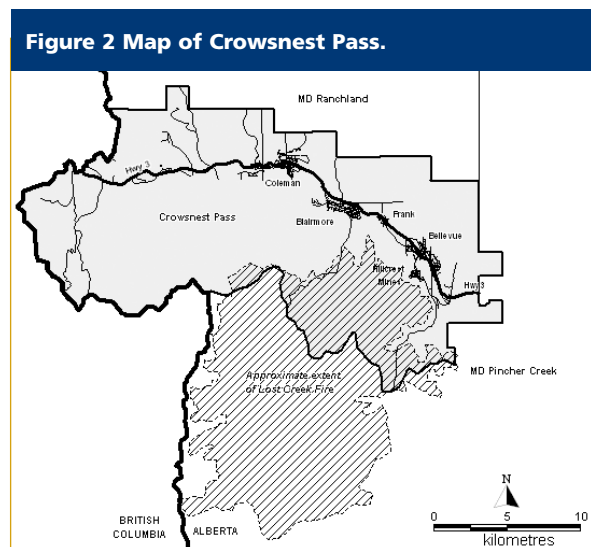 Figure 2 Map of Crowsnest Pass.
MD Ranchland
Hwy 3
Coleman
Crowsnest Pass
Blairmore
Frank
Bellevue
Hillcrest
Mines
Hwy 3
Approximate extent
of Lost Creek Fire
MD Pincher Creek
N
BRITISH
COLUMBIA
ALBERTA
0 5 10
kilometres